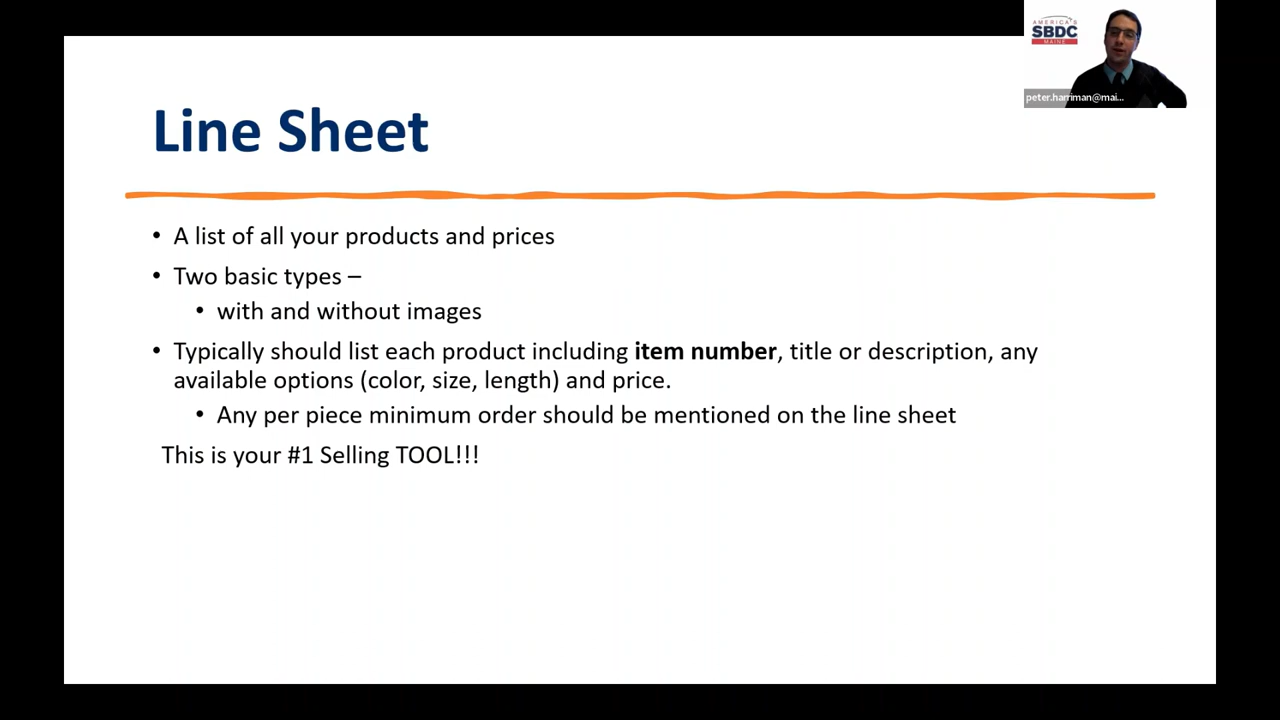 AMERICA'S
SBDC
MAINE
peter.harriman@mai...
Line Sheet
• A list of all your products and prices
• Two basic types –
• with and without images
• Typically should list each product including item number, title or description, any
available options (color, size, length) and price.
• Any per piece minimum order should be mentioned on the line sheet
This is your #1 Selling TOOL!!!